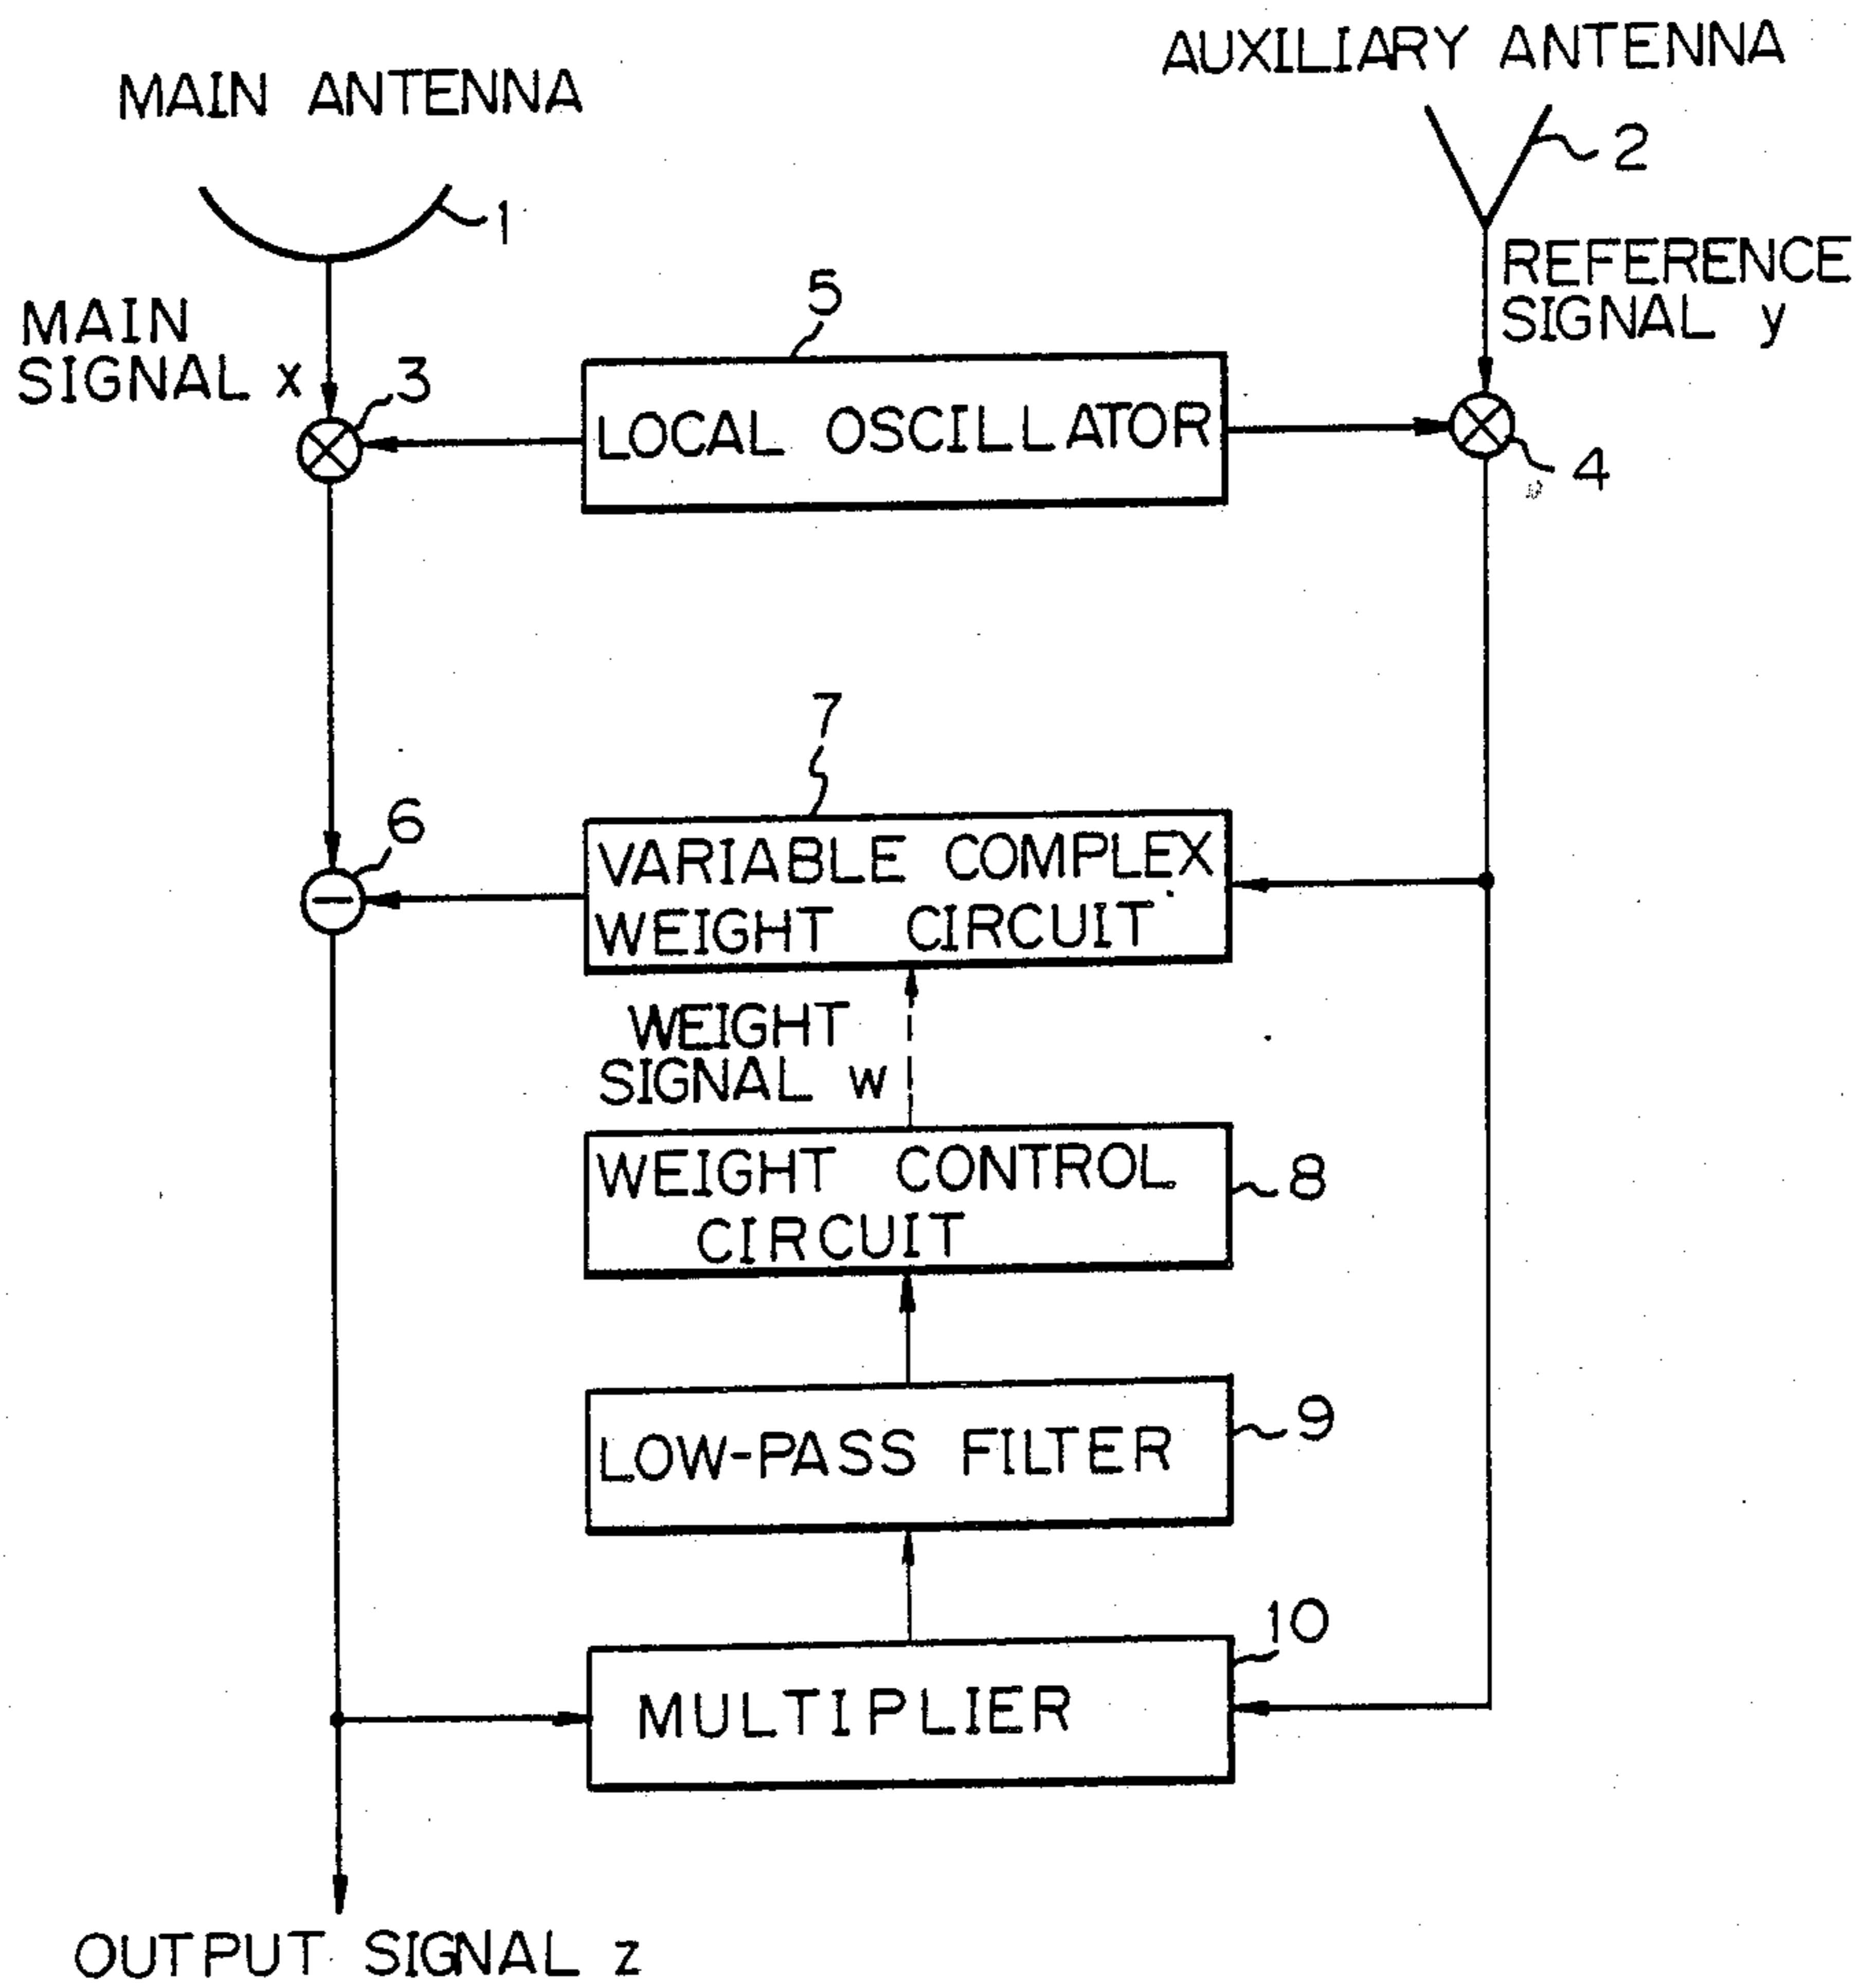 AUXILIARY ANTENNA
MAIN ANTENNA
2
1
REFERENCE
SIGNAL y
5
MAIN
SIGNAL x
3
LOCAL OSCILLATOR
4
7
6
VARIABLE COMPLEX
WEIGHT CIRCUIT
WEIGHT
SIGNAL w
WEIGHT CONTROL
CIRCUIT
8
LOW-PASS FILTER
9
10
MULTIPLIER
OUTPUT SIGNAL z